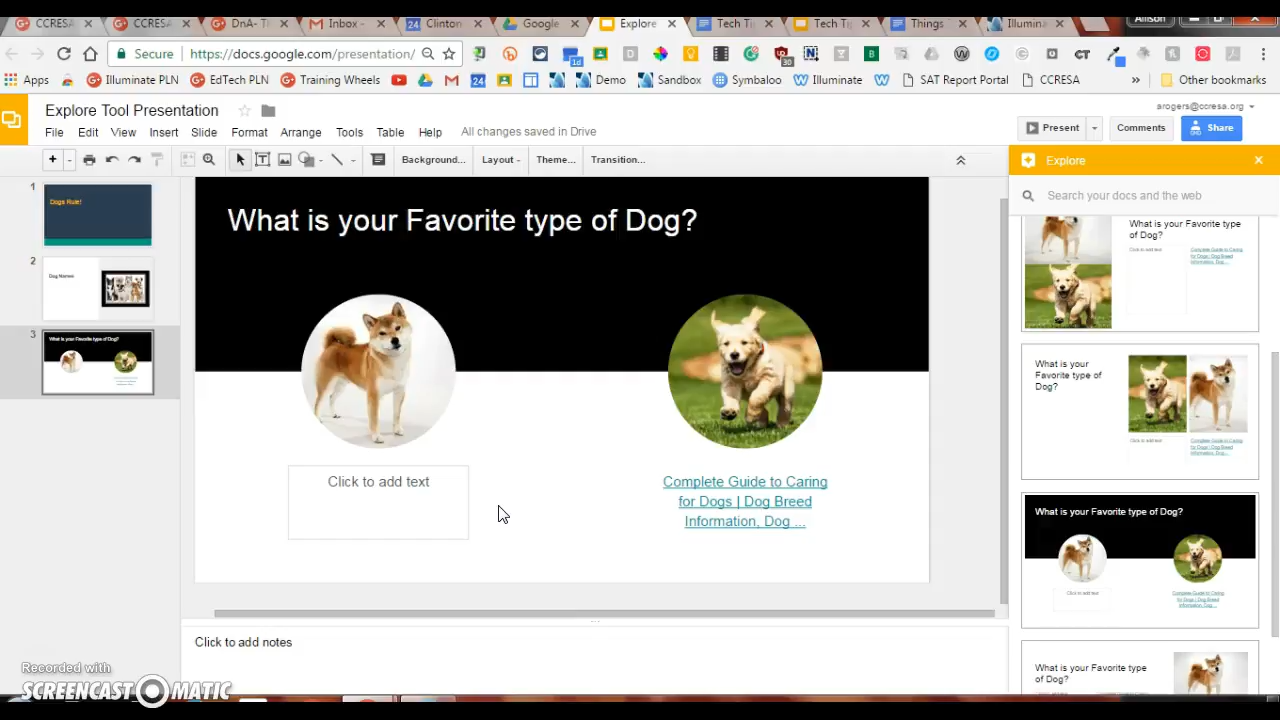 CCRESA
CCRESA
DnA- T
Inbox -
Clinton
Google
Explore
Tech Ti
Tech Ti
Things
Illumina
Allison
Secure
https://docs.google.com/presentation/
1d
30
CT
Apps
Illuminate PLN
EdTech PLN
Training Wheels
24
Demo
Sandbox
Symbaloo
Illuminate
SAT Report Portal
CCRESA
»
Other bookmarks
Explore Tool Presentation
arogers@ccresa.org
File Edit View Insert Slide Format Arrange Tools Table Help
All changes saved in Drive
Present
Comments
Share
Background...
Layout
Theme...
Transition...
Explore
Search your docs and the web
1
Dogs Rule!
2
Dog Names
3
What is your Favorite type of Dog?
What is your Favorite type of Dog?
Click to add text
Complete Guide to Caring
for Dogs | Dog Breed
Information, Dog ...
Click to add notes
What is your Favorite type
of Dog?
Click to add text
Complete Guide to Caring
for Dogs | Dog Breed
Information, Dog ...
What is your
Favorite type of
Dog?
Click to add text
Complete Guide to Caring
for Dogs | Dog Breed
Information, Dog ...
What is your Favorite type of Dog?
Click to add text
Complete Guide to Caring
for Dogs | Dog Breed
Information, Dog ...
What is your Favorite type
of Dog?
Recorded with
SCREENCAST MATIC